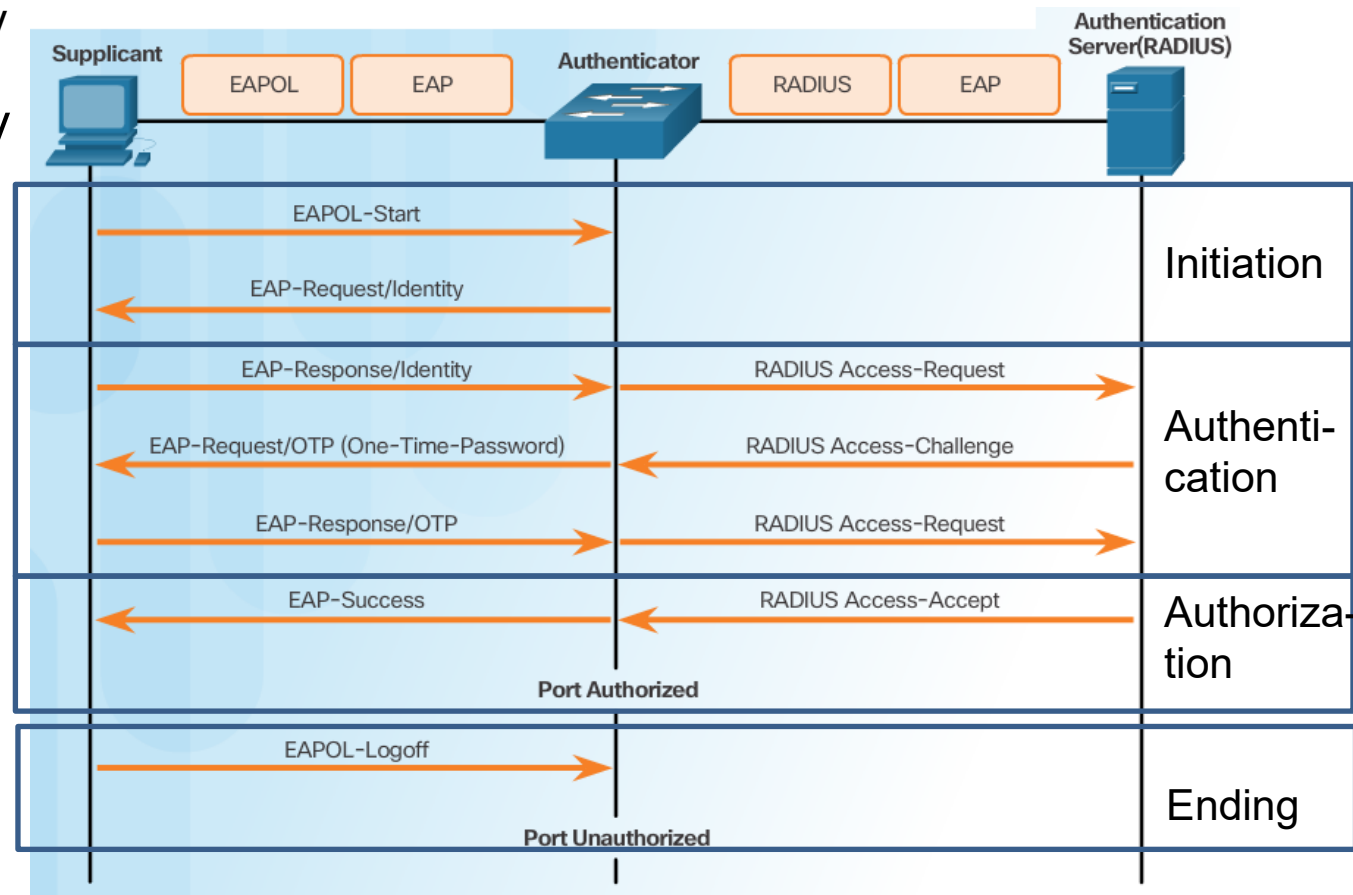 y
y
Supplicant
EAPOL
EAP
Authenticator
RADIUS
EAP
Authentication
Server(RADIUS)
EAPOL-Start
EAP-Request/Identity
Initiation
EAP-Response/Identity
RADIUS Access-Request
EAP-Request/OTP (One-Time-Password)
RADIUS Access-Challenge
EAP-Response/OTP
RADIUS Access-Request
Authenti-
cation
EAP-Success
RADIUS Access-Accept
Port Authorized
Authoriza-
tion
EAPOL-Logoff
Port Unauthorized
Ending